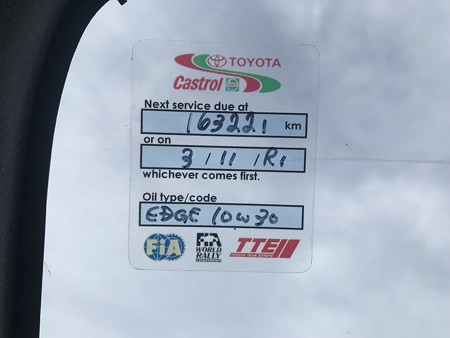 TOYOTA
Castrol
Next service due at
163221 km
or on
3/11/R1
whichever comes first.
Oil type/code
EDGE 10W30
FiA FIA WORLD RALLY CHAMPIONSHIP TTE TOYOTA TEAM EUROPE